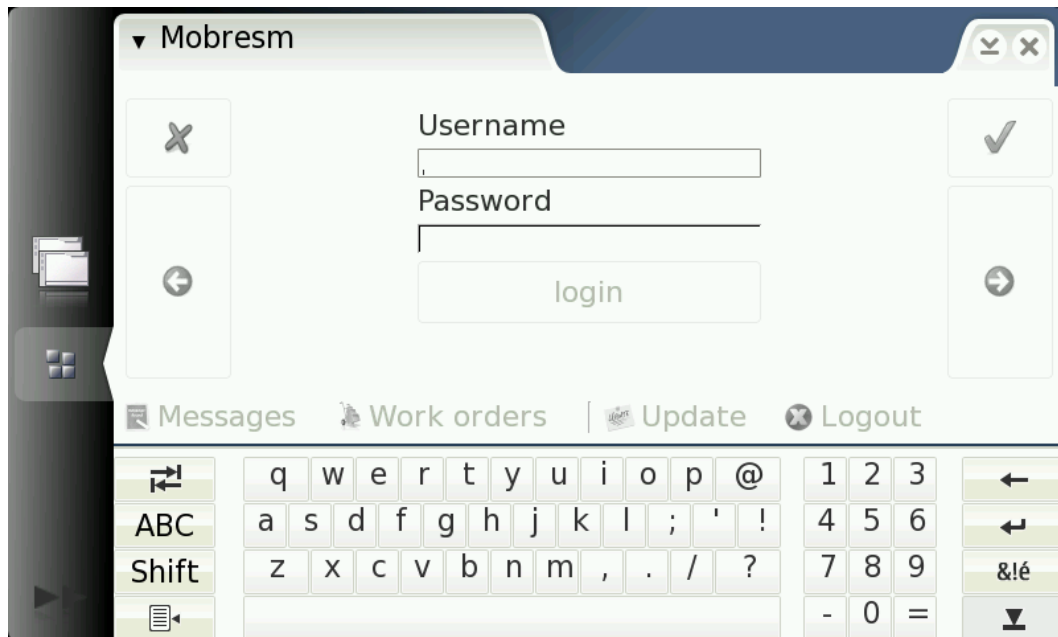 ▼ Mobresm
Username
,
Password
login
Messages Work orders Update Logout
q w e r t y u i o p @ 1 2 3
ABC a s d f g h j k l ; ' ! 4 5 6
Shift z x c v b n m , . / ? 7 8 9 &!é
- 0 =